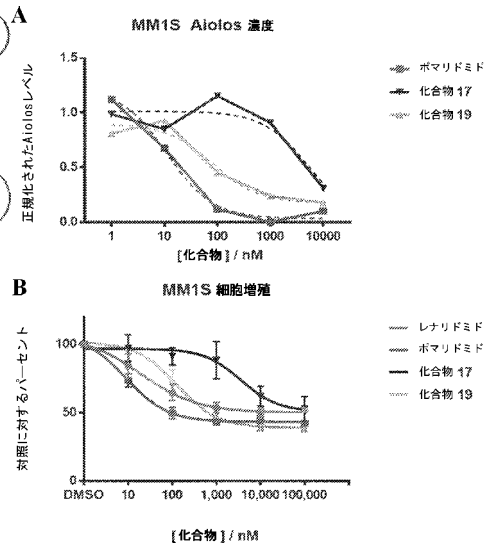 A
MM1S Aiolos 濃度
正規化されたAiolosレベル
1.5
1.0
0.5
0.0
1 10 100 1000 10000
[化合物] / nM
ポマリドミド
化合物 17
化合物 19
B
MM1S 細胞増殖
対照に対するパーセント
100
50
0
DMSO 10 100 1,000 10,000 100,000
[化合物] / nM
レナリドミド
ポマリドミド
化合物 17
化合物 19